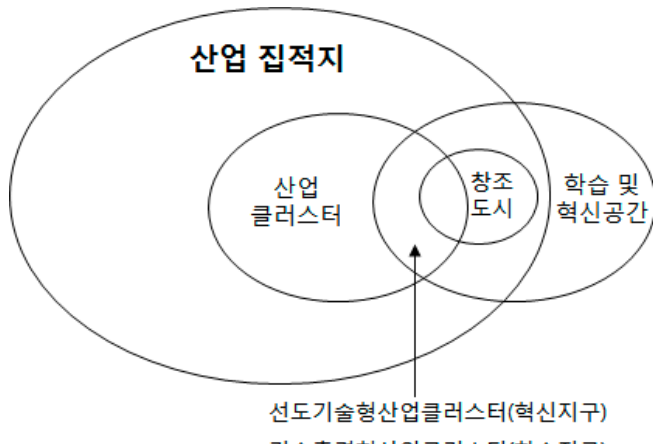 산업 집적지
산업
클러스터
창조
도시
학습 및
혁신공간
선도기술형산업클러스터(혁신지구)